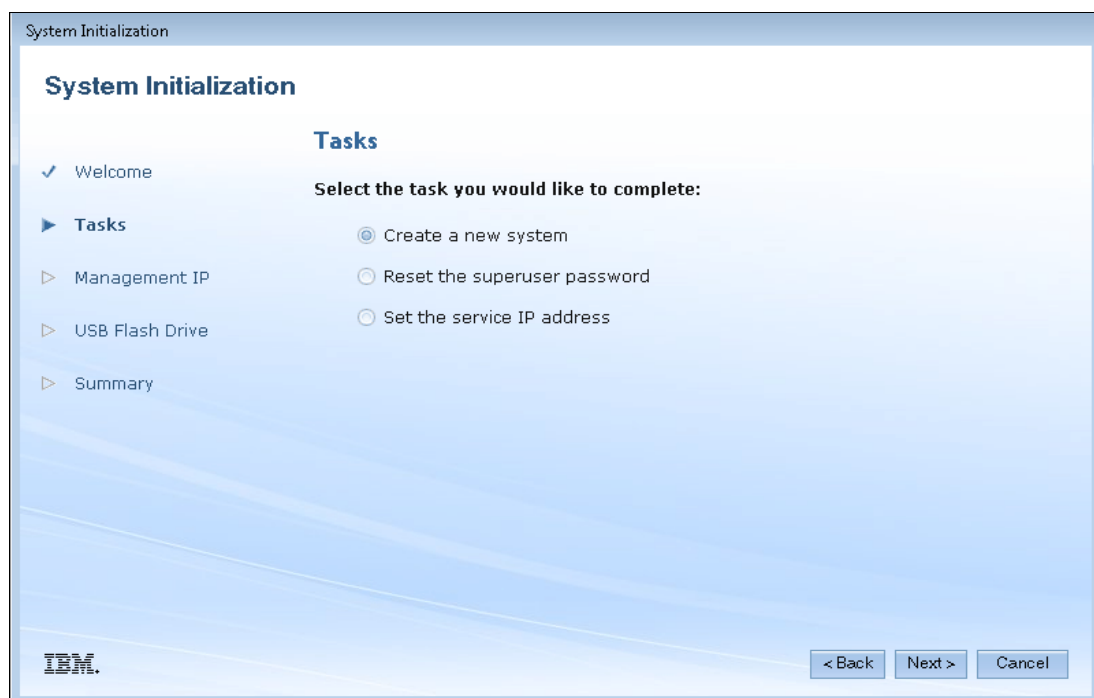 System Initialization
System Initialization
Welcome
Tasks
Management IP
USB Flash Drive
Summary
Tasks
Select the task you would like to complete:
Create a new system
Reset the superuser password
Set the service IP address
IBM.
< Back
Next >
Cancel